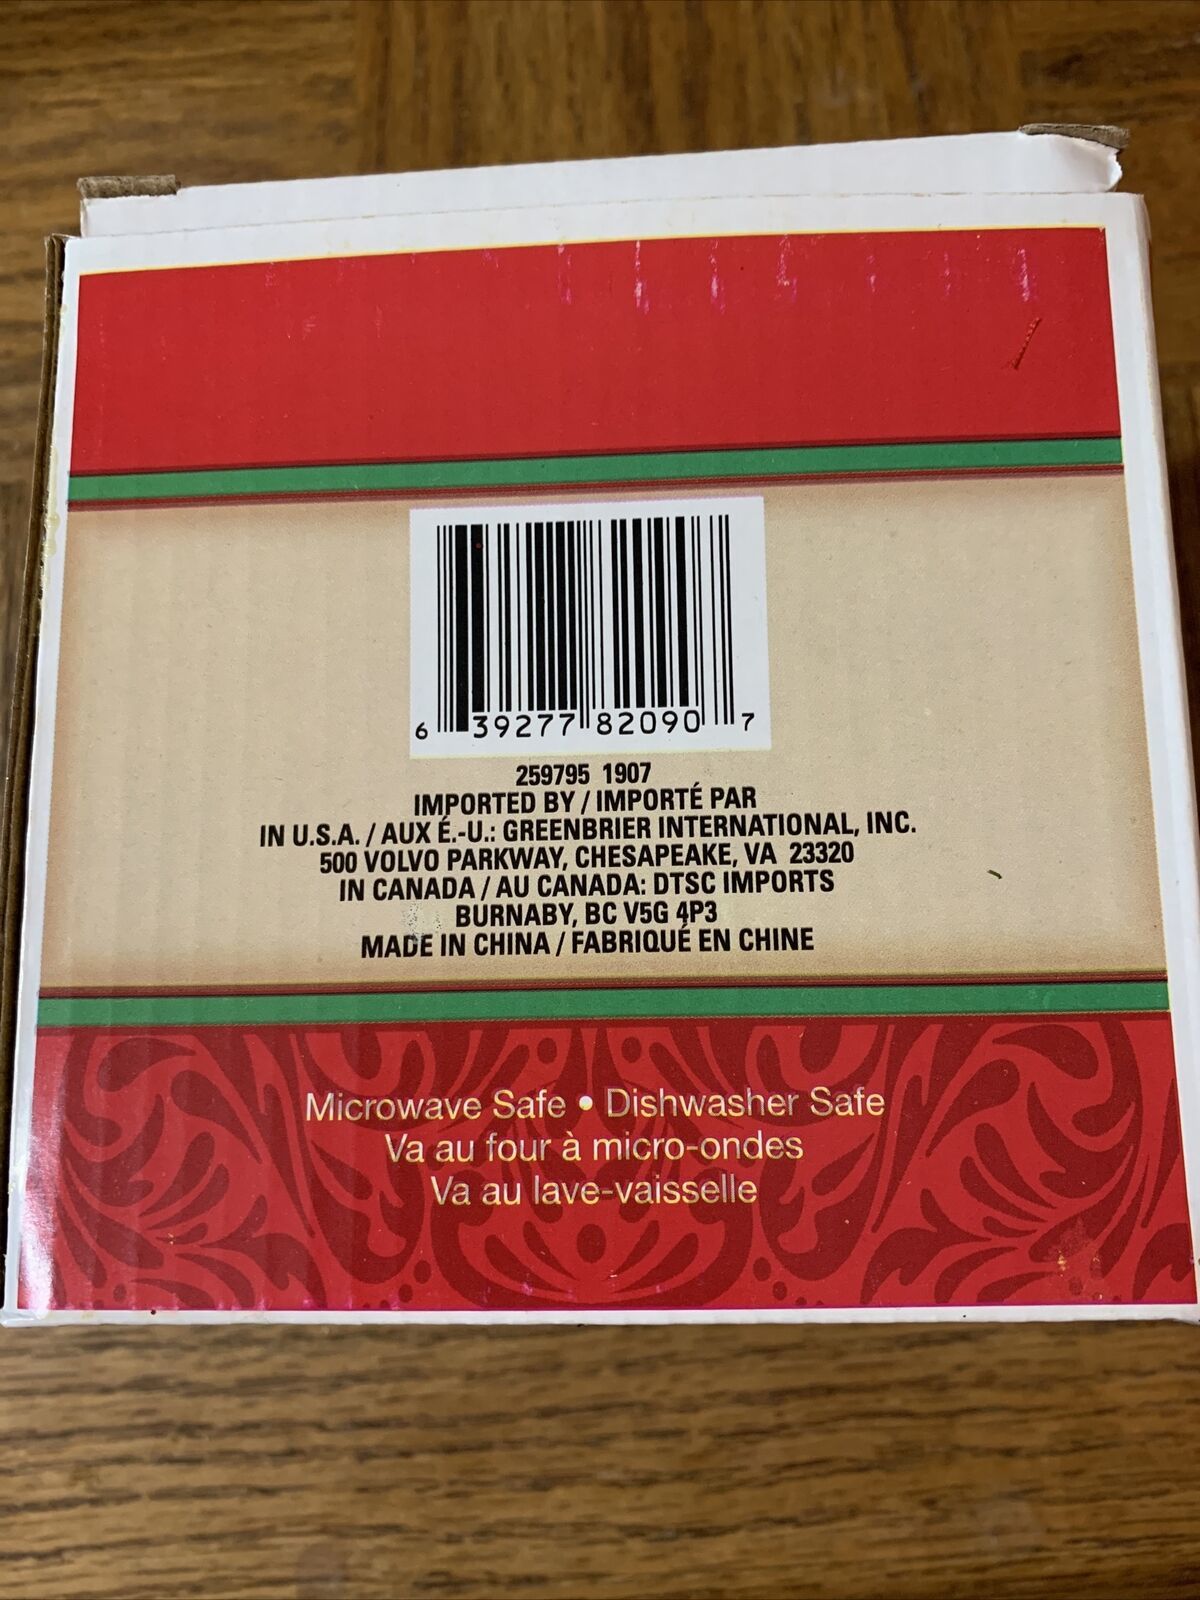 6 39277 82090 7
259795 1907
IMPORTED BY / IMPORTÉ PAR
IN U.S.A. / AUX É.-U.: GREENBRIER INTERNATIONAL, INC.
500 VOLVO PARKWAY, CHESAPEAKE, VA 23320
IN CANADA / AU CANADA: DTSC IMPORTS
BURNABY, BC V5G 4P3
MADE IN CHINA / FABRIQUÉ EN CHINE
Microwave Safe • Dishwasher Safe
Va au four à micro-ondes
Va au lave-vaisselle